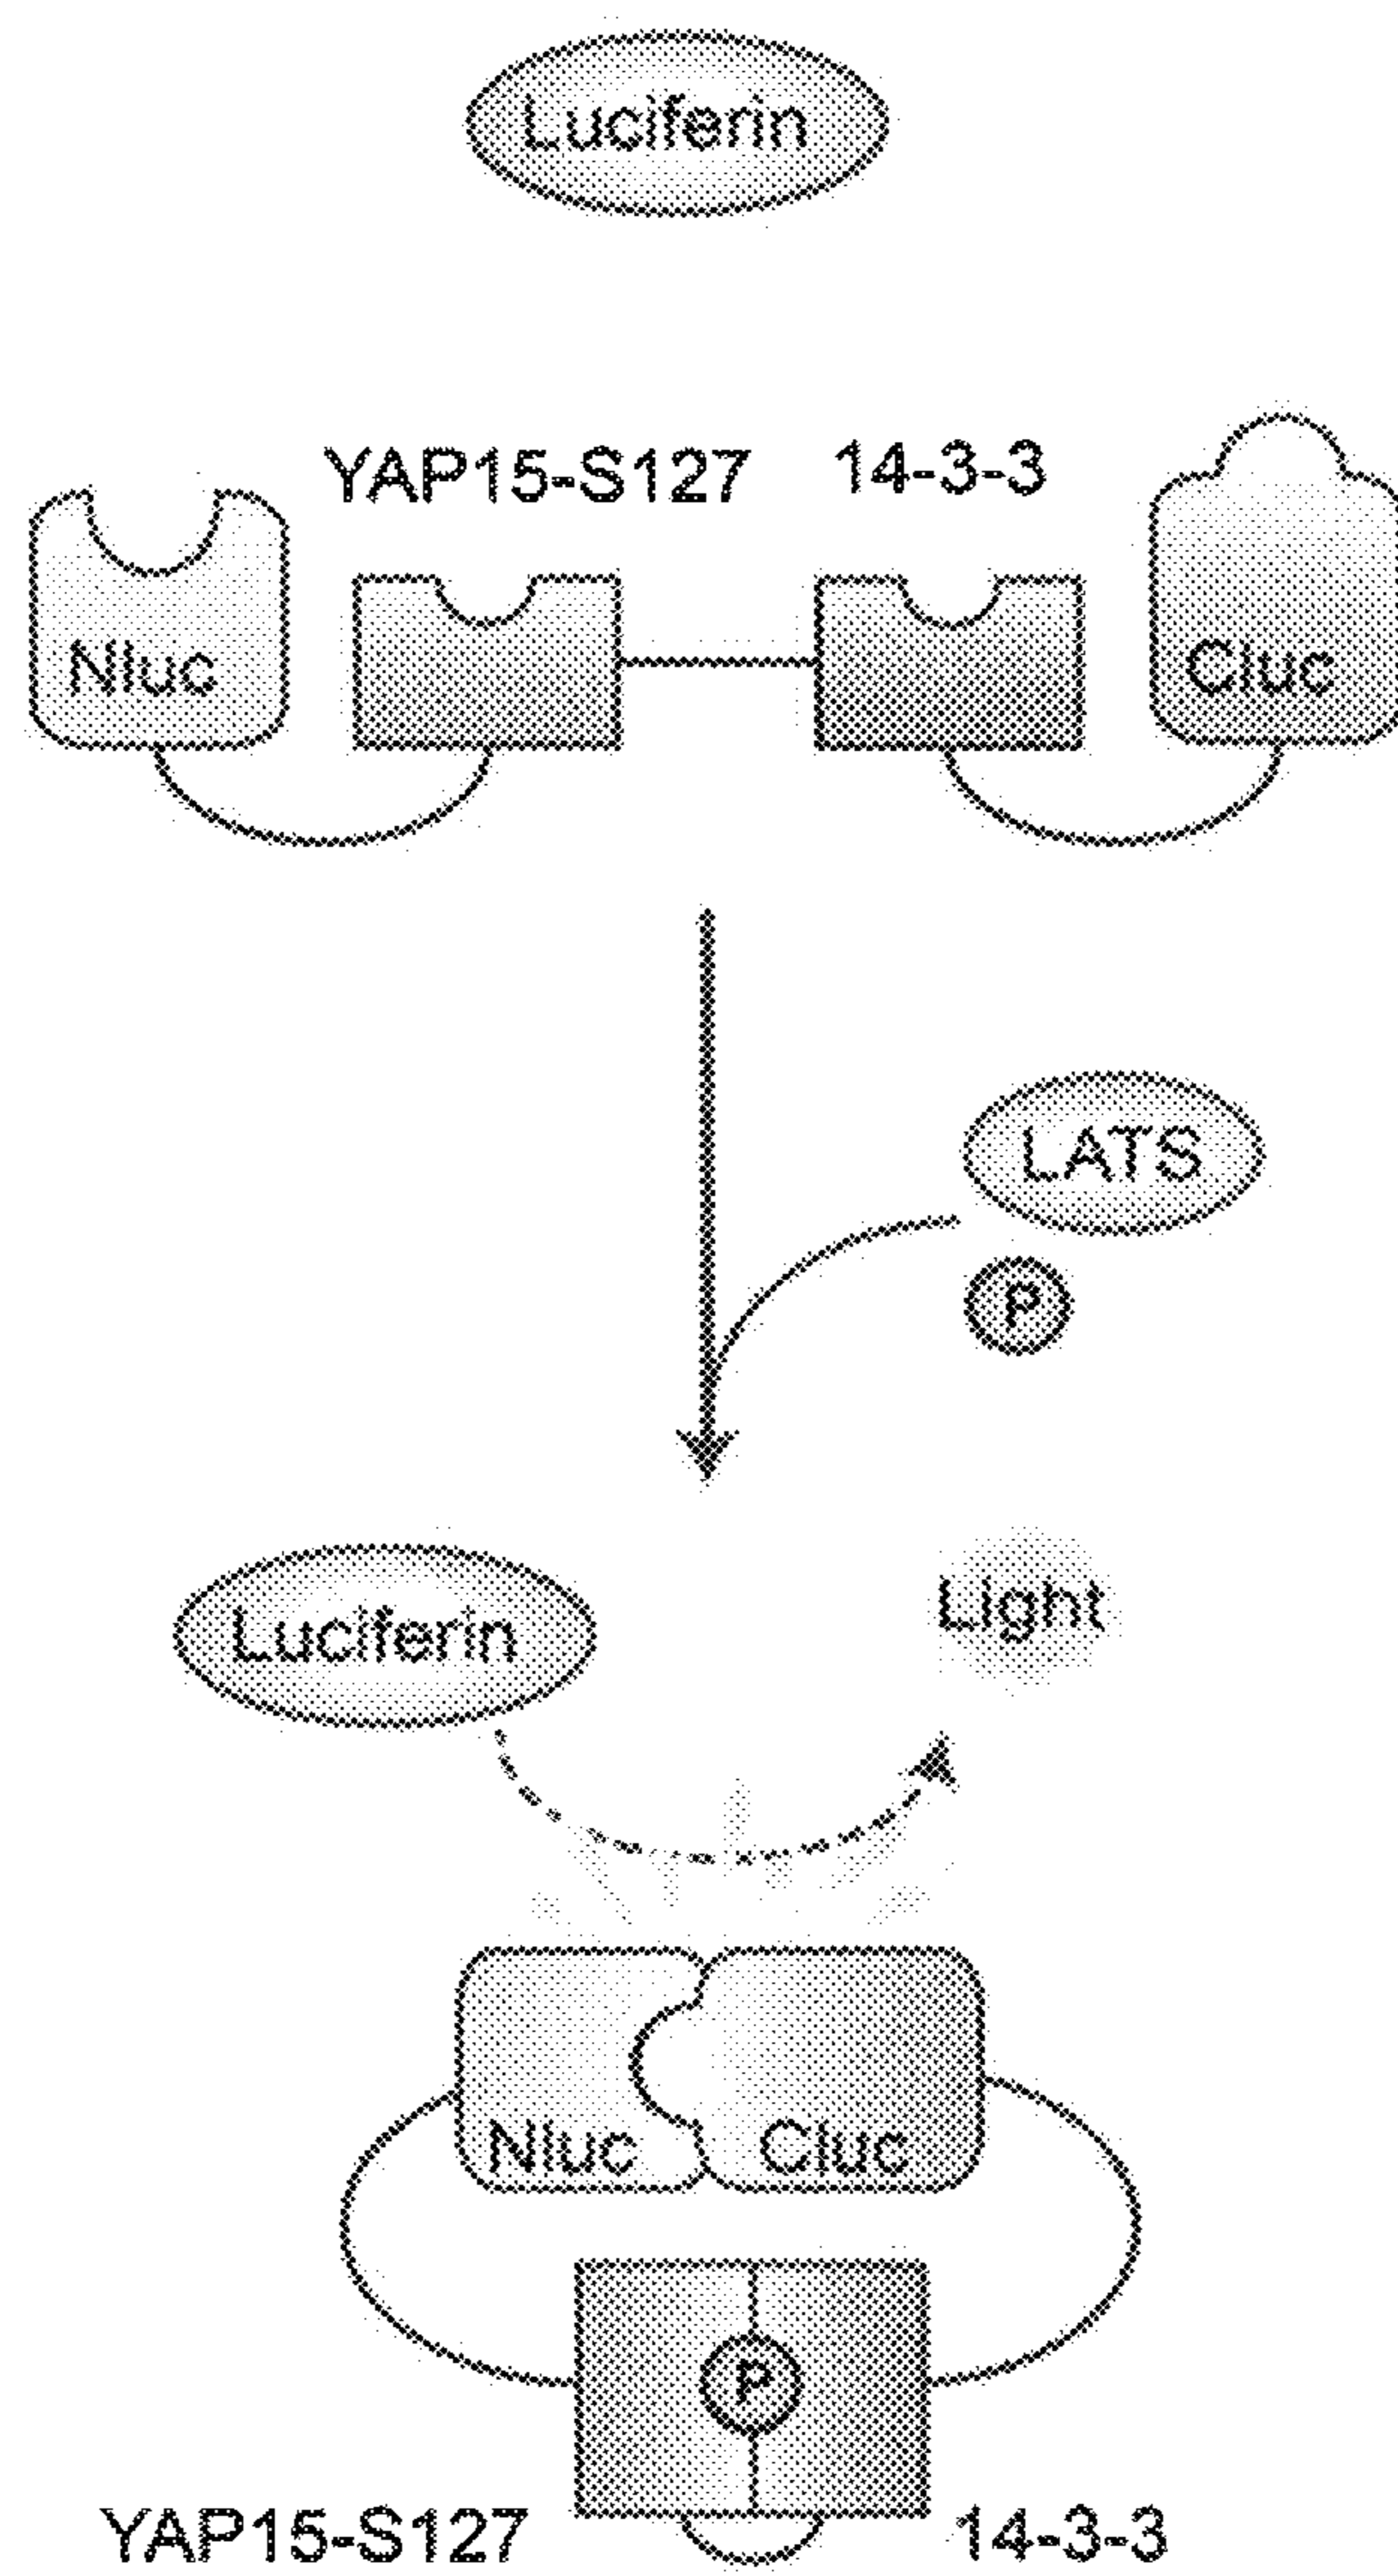 Luciferin
YAP15-S127 14-3-3
Nluc
Cluc
LATS
P
Luciferin
Light
Nluc Cluc
P
YAP15-S127 14-3-3